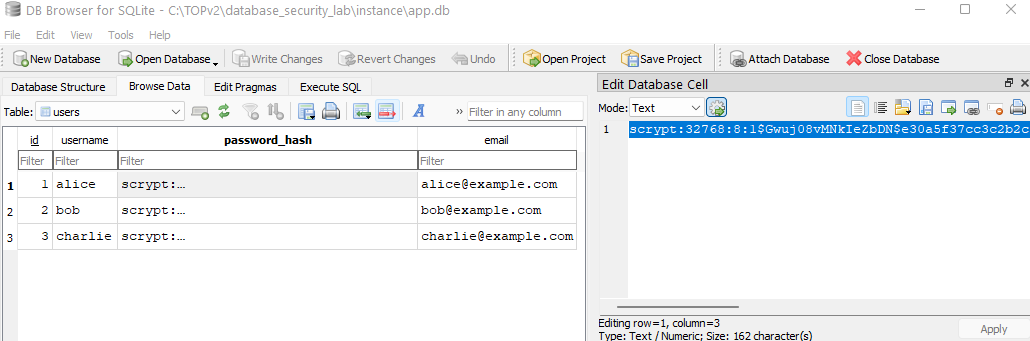 DB Browser for SQLite - C:\TOPv2\database_security_lab\instance\app.db
File Edit View Tools Help
New Database Open Database Write Changes Revert Changes Undo Open Project Save Project Attach Database Close Database
Database Structure Browse Data Edit Pragmas Execute SQL
Table: users Filter in any column
id username password_hash email
Filter Filter Filter Filter
1 1 alice scrypt:… alice@example.com
2 2 bob scrypt:… bob@example.com
3 3 charlie scrypt:… charlie@example.com
Edit Database Cell
Mode: Text
1 scrypt:32768:8:1$Gwuj08vMNkIeZbDN$e30a5f37cc3c2b2c
Editing row=1, column=3
Type: Text / Numeric; Size: 162 character(s)
Apply